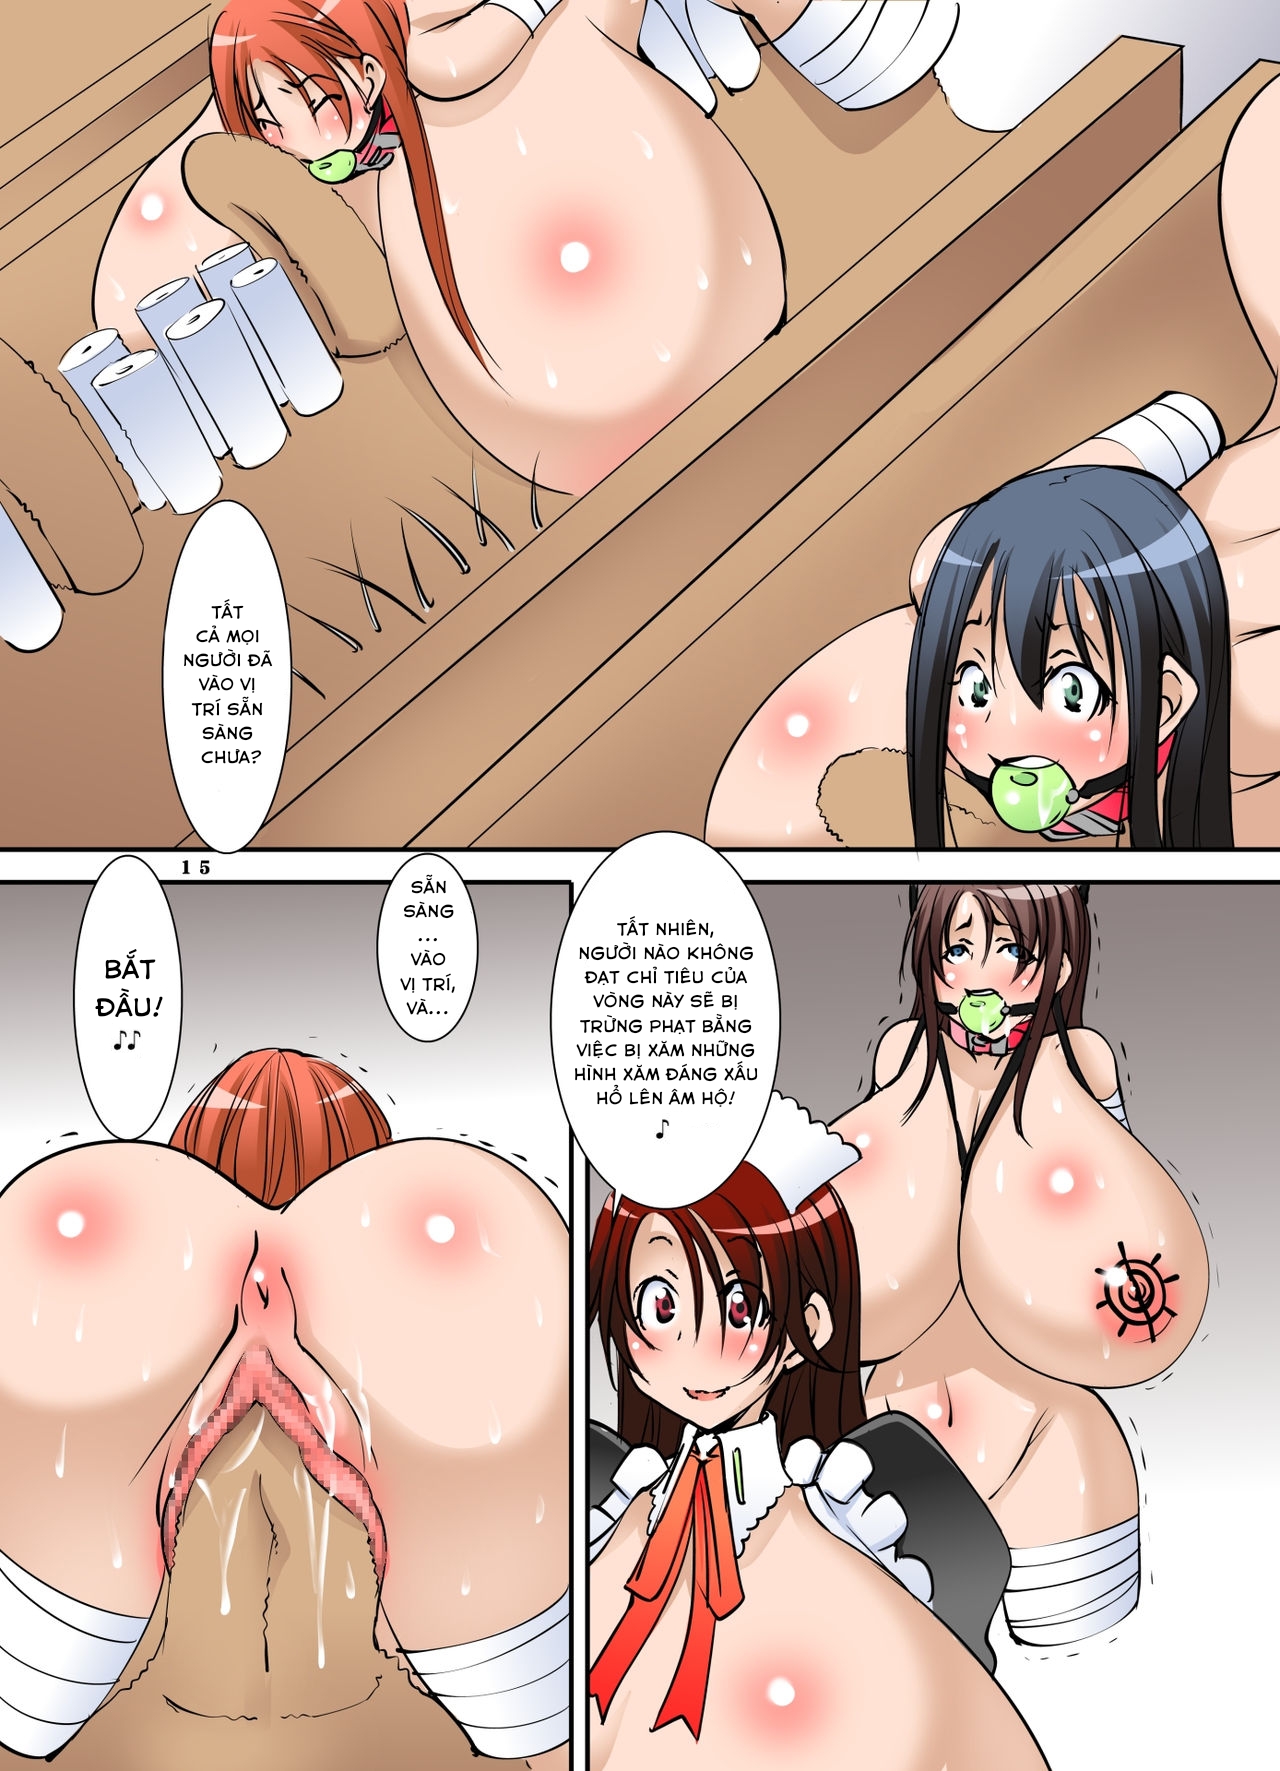 TẤT
CẢ MỌI
NGƯỜI ĐÃ
VÀO VỊ
TRÍ SẴN
SÀNG
CHƯA?
15
TẤT NHIÊN,
NGƯỜI NÀO KHÔNG
ĐẠT CHỈ TIÊU CỦA
VÒNG NÀY SẼ BỊ
TRỪNG PHẠT BẰNG
VIỆC BỊ XĂM NHỮNG
HÌNH XĂM ĐÁNG XẤU
HỔ LÊN ÂM HỘ!
♪
SẴN
SÀNG
...
VÀO
VỊ TRÍ,
VÀ...
BẮT
ĐẦU!
♪♪